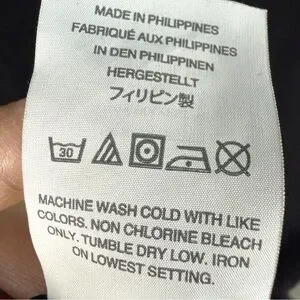 MADE IN PHILIPPINES
FABRIQUÉ AUX PHILIPPINES
IN DEN PHILIPPINEN
HERGESTELLT
フィリピン製
30
MACHINE WASH COLD WITH LIKE
COLORS. NON CHLORINE BLEACH
ONLY. TUMBLE DRY LOW. IRON
ON LOWEST SETTING.